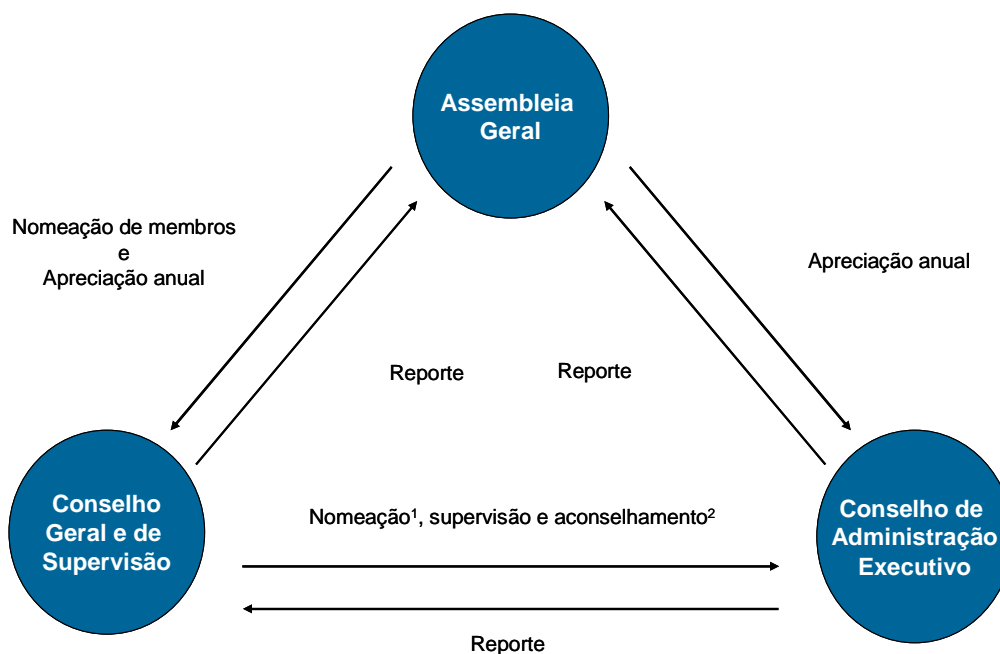 Assembleia
Geral
Nomeação de membros
e
Apreciação anual
Apreciação anual
Reporte
Reporte
Conselho
Geral e de
Supervisão
Nomeação¹, supervisão e aconselhamento²
Conselho de
Administração
Executivo
Reporte